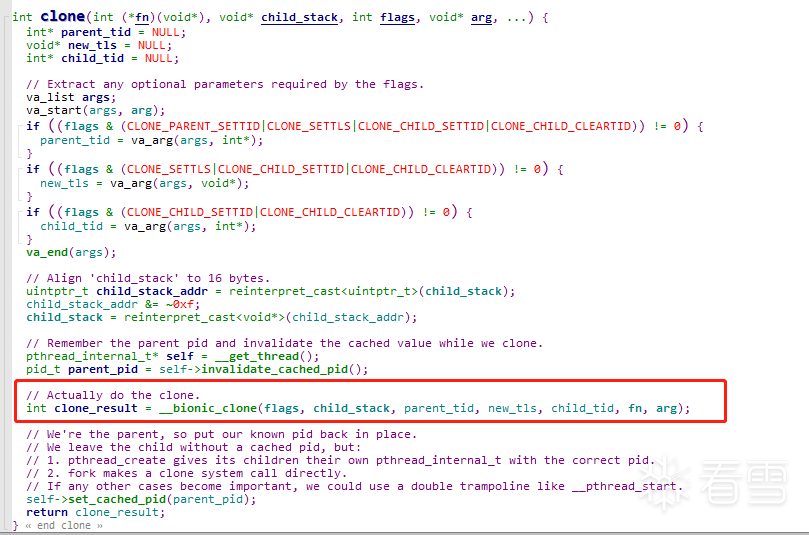 int clone(int (*fn)(void*), void* child_stack, int flags, void* arg, ...) {
  int* parent_tid = NULL;
  void* new_tls = NULL;
  int* child_tid = NULL;

  // Extract any optional parameters required by the flags.
  va_list args;
  va_start(args, arg);
  if ((flags & (CLONE_PARENT_SETTID|CLONE_SETTLS|CLONE_CHILD_SETTID|CLONE_CHILD_CLEARTID)) != 0) {
    parent_tid = va_arg(args, int*);
  }
  if ((flags & (CLONE_SETTLS|CLONE_CHILD_SETTID|CLONE_CHILD_CLEARTID)) != 0) {
    new_tls = va_arg(args, void*);
  }
  if ((flags & (CLONE_CHILD_SETTID|CLONE_CHILD_CLEARTID)) != 0) {
    child_tid = va_arg(args, int*);
  }
  va_end(args);

  // Align 'child_stack' to 16 bytes.
  uintptr_t child_stack_addr = reinterpret_cast<uintptr_t>(child_stack);
  child_stack_addr &= ~0xf;
  child_stack = reinterpret_cast<void*>(child_stack_addr);

  // Remember the parent pid and invalidate the cached value while we clone.
  pthread_internal_t* self = __get_thread();
  pid_t parent_pid = self->invalidate_cached_pid();

  // Actually do the clone.
  int clone_result = __bionic_clone(flags, child_stack, parent_tid, new_tls, child_tid, fn, arg);

  // We're the parent, so put our known pid back in place.
  // We leave the child without a cached pid, but:
  // 1. pthread_create gives its children their own pthread_internal_t with the correct pid.
  // 2. fork makes a clone system call directly.
  // If any other cases become important, we could use a double trampoline like __pthread_start.
  self->set_cached_pid(parent_pid);
  return clone_result;
} « end clone »
看雪